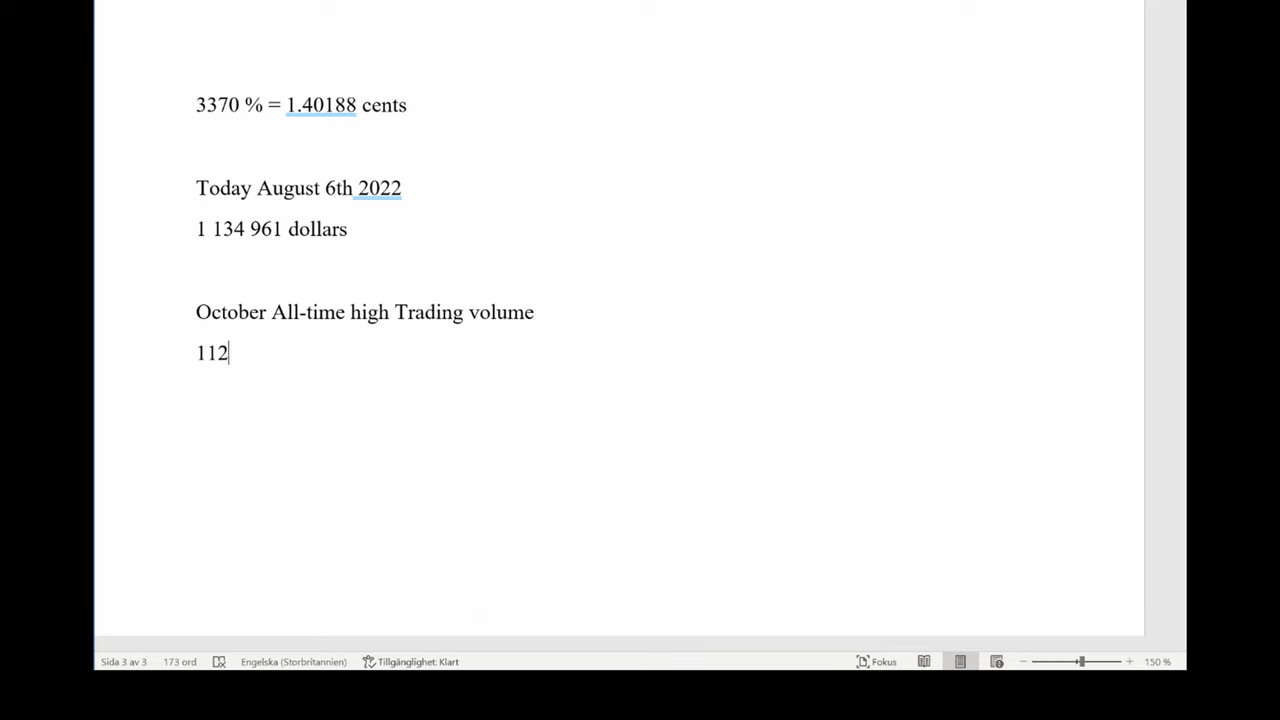 3370 % = 1.40188 cents
Today August 6th 2022
1 134 961 dollars
October All-time high Trading volume
112
Sida 3 av 3 173 ord Engelska (Storbritannien) Tillgänglighet: Klart Fokus 150 %